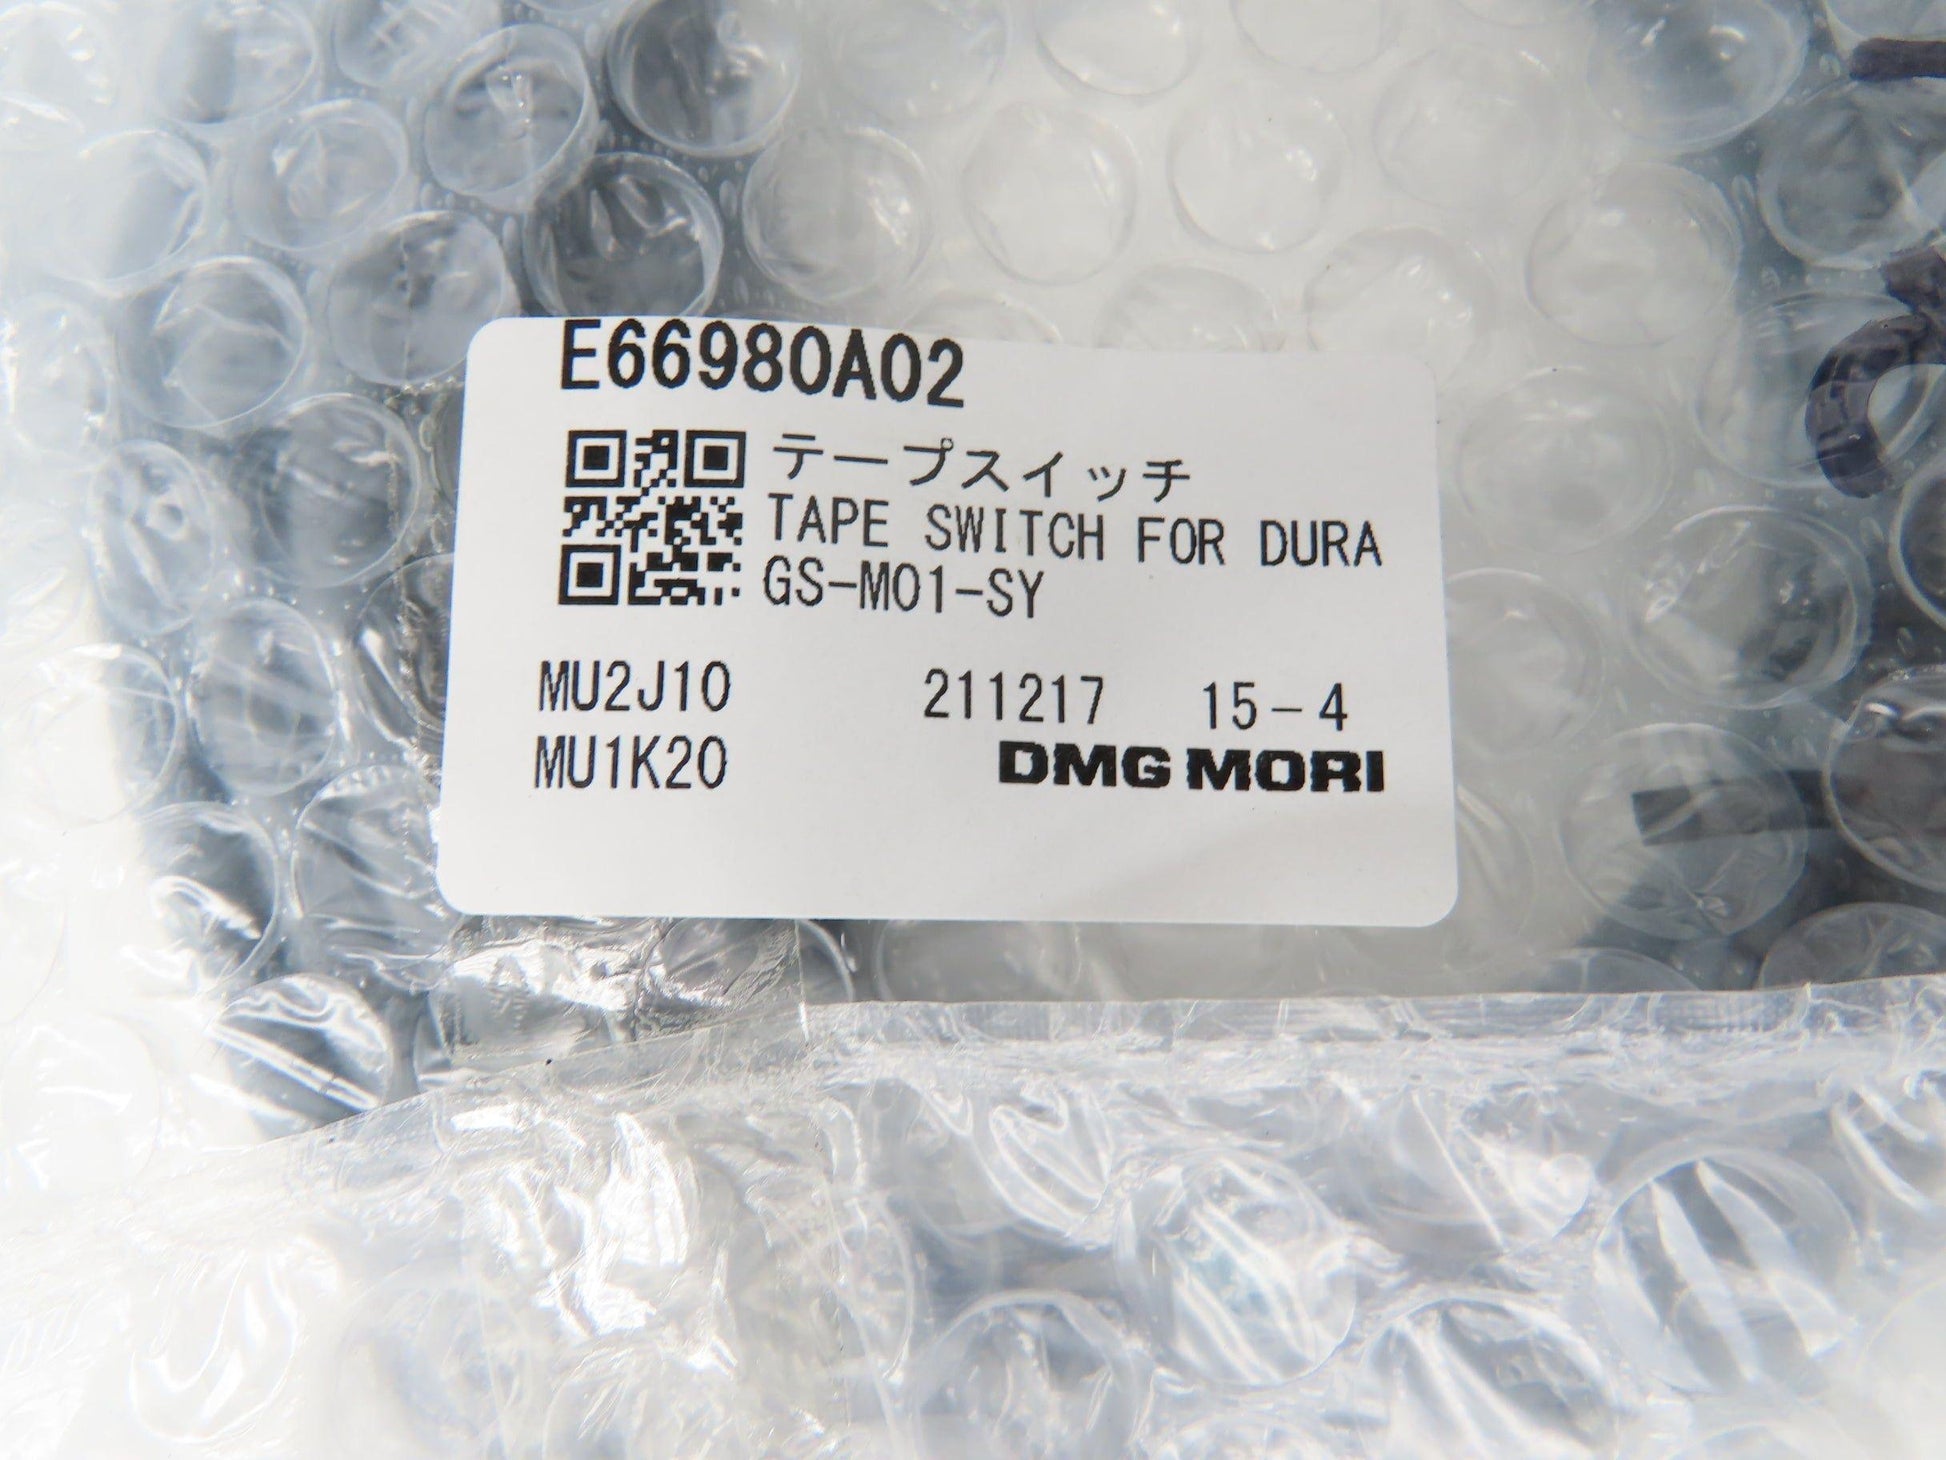 E66980A02
テープスイッチ
TAPE SWITCH FOR DURA
GS-M01-SY
MU2J10 211217 15-4
MU1K20 DMG MORI